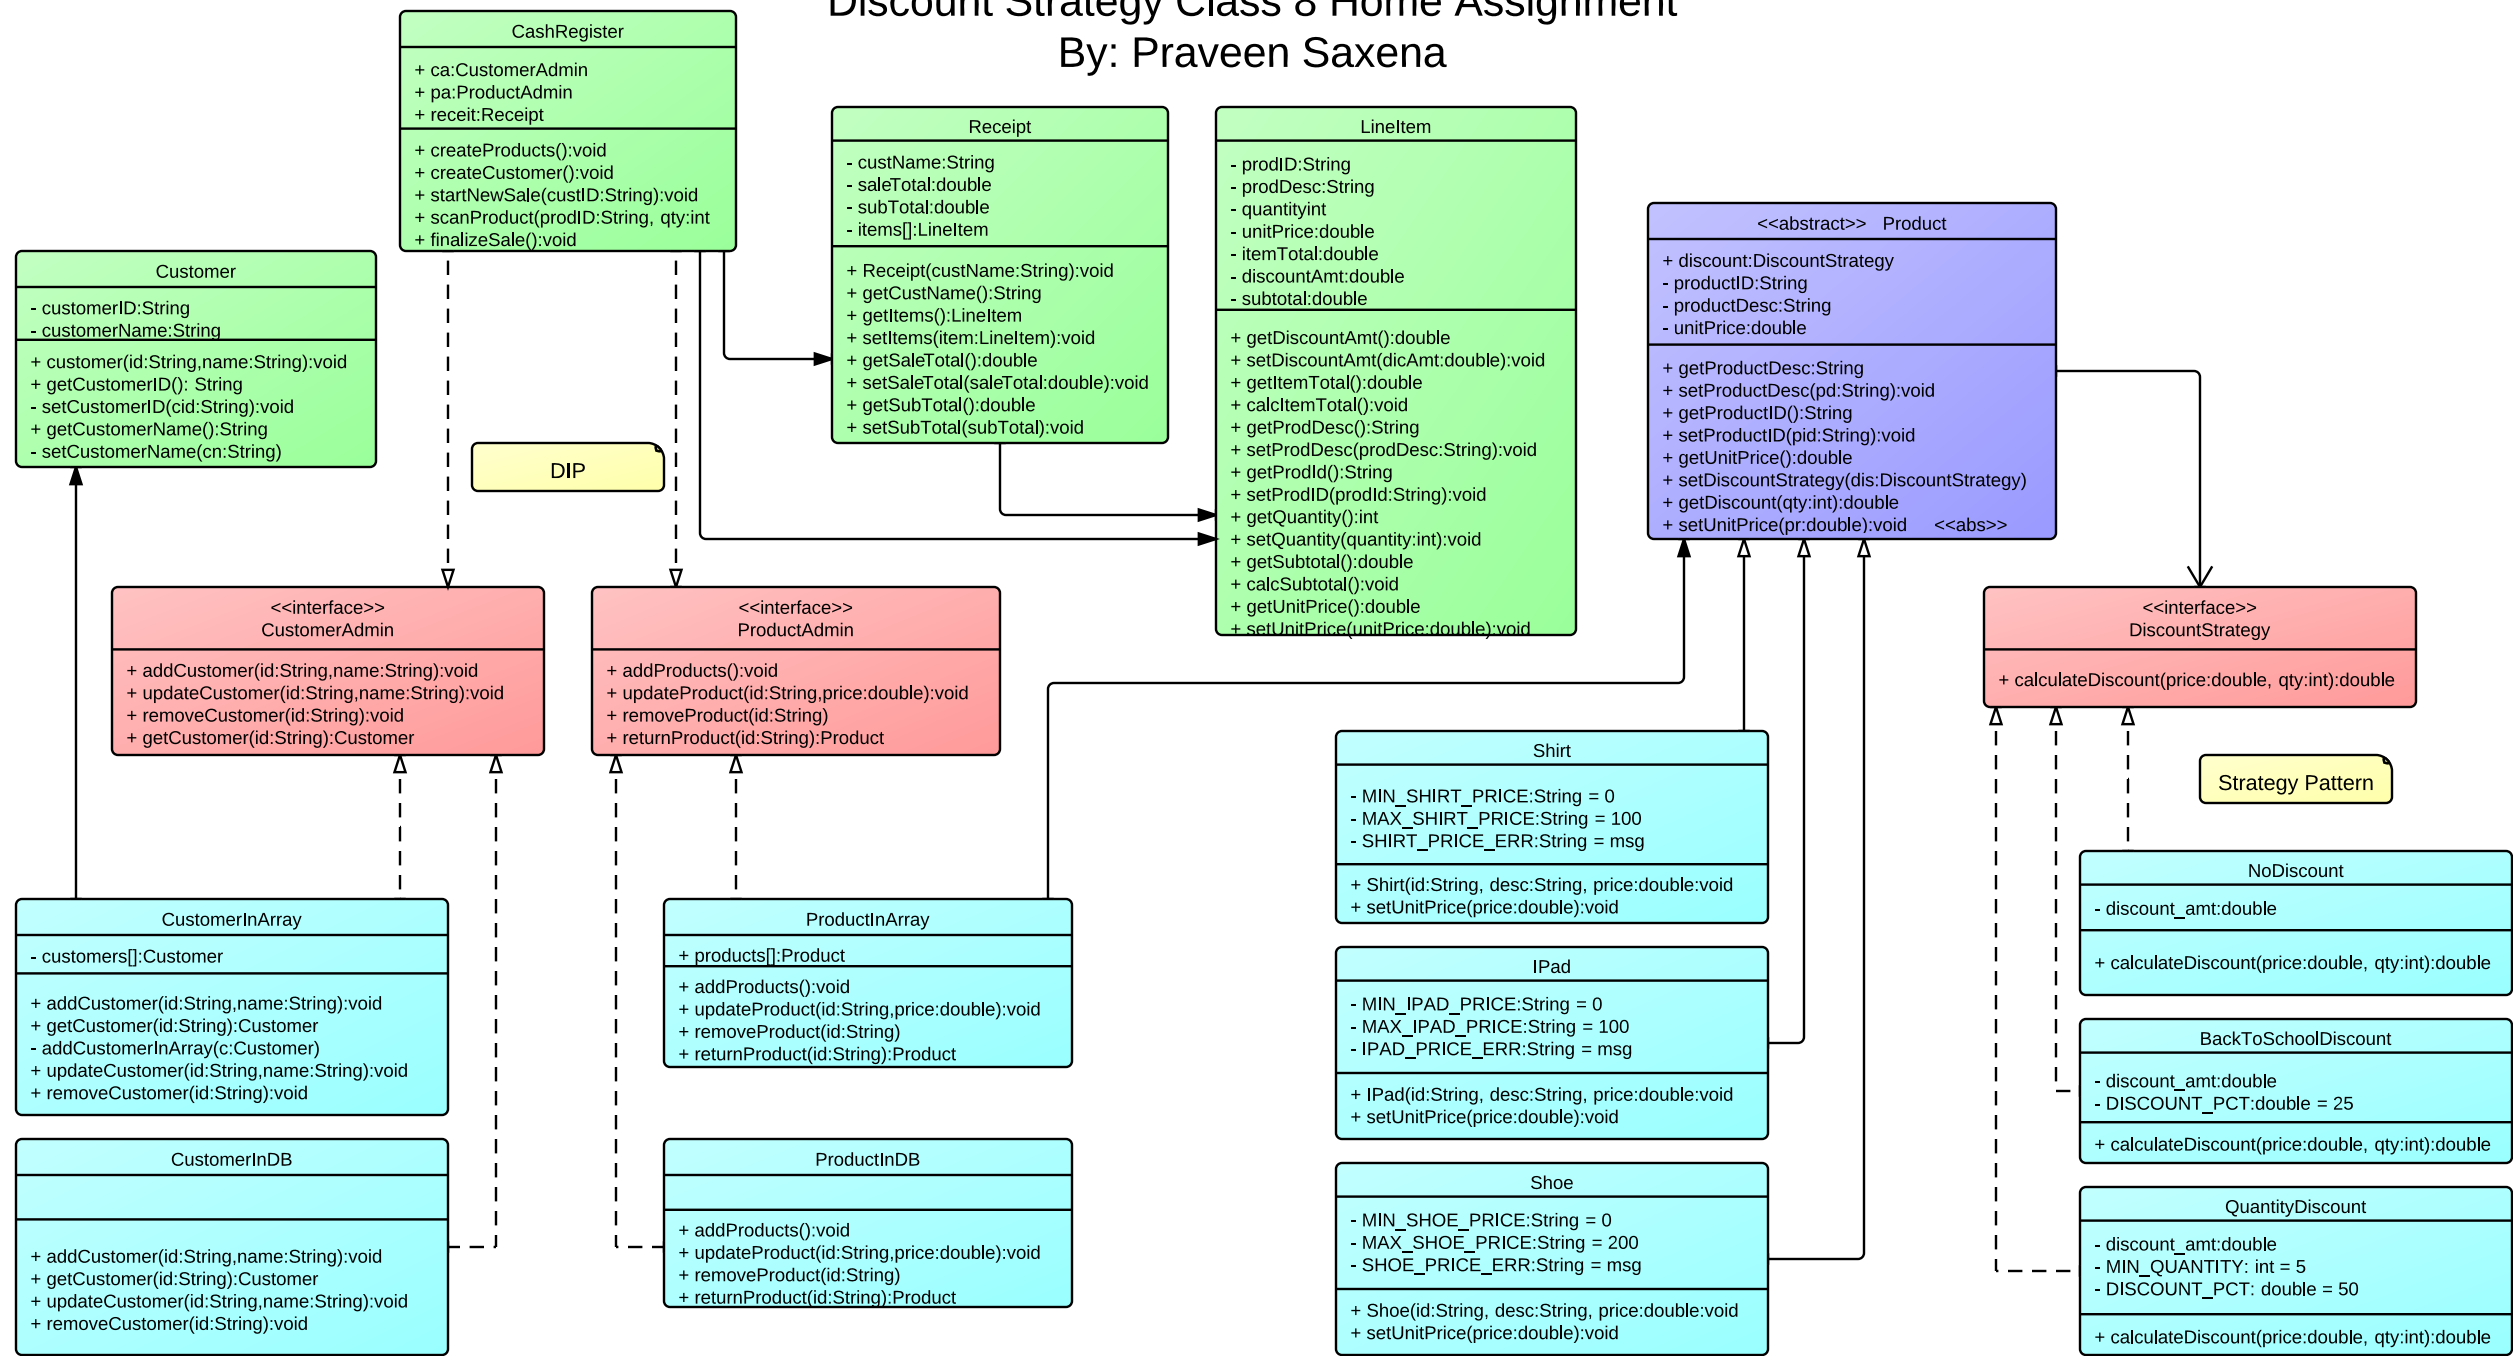 Discount Strategy Class 8 Home Assignment
By: Praveen Saxena
CashRegister
+ ca:CustomerAdmin
+ pa:ProductAdmin
+ receit:Receipt
+ createProducts():void
+ createCustomer():void
+ startNewSale(custID:String):void
+ scanProduct(prodID:String, qty:int
+ finalizeSale():void
Receipt
- custName:String
- saleTotal:double
- subTotal:double
- items[]:LineItem
+ Receipt(custName:String):void
+ getCustName():String
+ getItems():LineItem
+ setItems(item:LineItem):void
+ getSaleTotal():double
+ setSaleTotal(saleTotal:double):void
+ getSubTotal():double
+ setSubTotal(subTotal):void
LineItem
- prodID:String
- prodDesc:String
- quantityint
- unitPrice:double
- itemTotal:double
- discountAmt:double
- subtotal:double
+ getDiscountAmt():double
+ setDiscountAmt(dicAmt:double):void
+ getItemTotal():double
+ calcItemTotal():void
+ getProdDesc():String
+ setProdDesc(prodDesc:String):void
+ getProdId():String
+ setProdID(prodId:String):void
+ getQuantity():int
+ setQuantity(quantity:int):void
+ getSubtotal():double
+ calcSubtotal():void
+ getUnitPrice():double
+ setUnitPrice(unitPrice:double):void
<<abstract>> Product
+ discount:DiscountStrategy
- productID:String
- productDesc:String
- unitPrice:double
+ getProductDesc:String
+ setProductDesc(pd:String):void
+ getProductID():String
+ setProductID(pid:String):void
+ getUnitPrice():double
+ setDiscountStrategy(dis:DiscountStrategy)
+ getDiscount(qty:int):double
+ setUnitPrice(pr:double):void <<abs>>
Customer
- customerID:String
- customerName:String
+ customer(id:String,name:String):void
+ getCustomerID(): String
- setCustomerID(cid:String):void
+ getCustomerName():String
- setCustomerName(cn:String)
DIP
<<interface>>
CustomerAdmin
+ addCustomer(id:String,name:String):void
+ updateCustomer(id:String,name:String):void
+ removeCustomer(id:String):void
+ getCustomer(id:String):Customer
<<interface>>
ProductAdmin
+ addProducts():void
+ updateProduct(id:String,price:double):void
+ removeProduct(id:String)
+ returnProduct(id:String):Product
<<interface>>
DiscountStrategy
+ calculateDiscount(price:double, qty:int):double
Strategy Pattern
Shirt
- MIN_SHIRT_PRICE:String = 0
- MAX_SHIRT_PRICE:String = 100
- SHIRT_PRICE_ERR:String = msg
+ Shirt(id:String, desc:String, price:double:void
+ setUnitPrice(price:double):void
NoDiscount
- discount_amt:double
+ calculateDiscount(price:double, qty:int):double
CustomerInArray
- customers[]:Customer
+ addCustomer(id:String,name:String):void
+ getCustomer(id:String):Customer
- addCustomerInArray(c:Customer)
+ updateCustomer(id:String,name:String):void
+ removeCustomer(id:String):void
ProductInArray
+ products[]:Product
+ addProducts():void
+ updateProduct(id:String,price:double):void
+ removeProduct(id:String)
+ returnProduct(id:String):Product
IPad
- MIN_IPAD_PRICE:String = 0
- MAX_IPAD_PRICE:String = 100
- IPAD_PRICE_ERR:String = msg
+ IPad(id:String, desc:String, price:double:void
+ setUnitPrice(price:double):void
BackToSchoolDiscount
- discount_amt:double
- DISCOUNT_PCT:double = 25
+ calculateDiscount(price:double, qty:int):double
CustomerInDB
+ addCustomer(id:String,name:String):void
+ getCustomer(id:String):Customer
+ updateCustomer(id:String,name:String):void
+ removeCustomer(id:String):void
ProductInDB
+ addProducts():void
+ updateProduct(id:String,price:double):void
+ removeProduct(id:String)
+ returnProduct(id:String):Product
Shoe
- MIN_SHOE_PRICE:String = 0
- MAX_SHOE_PRICE:String = 200
- SHOE_PRICE_ERR:String = msg
+ Shoe(id:String, desc:String, price:double:void
+ setUnitPrice(price:double):void
QuantityDiscount
- discount_amt:double
- MIN_QUANTITY: int = 5
- DISCOUNT_PCT: double = 50
+ calculateDiscount(price:double, qty:int):double